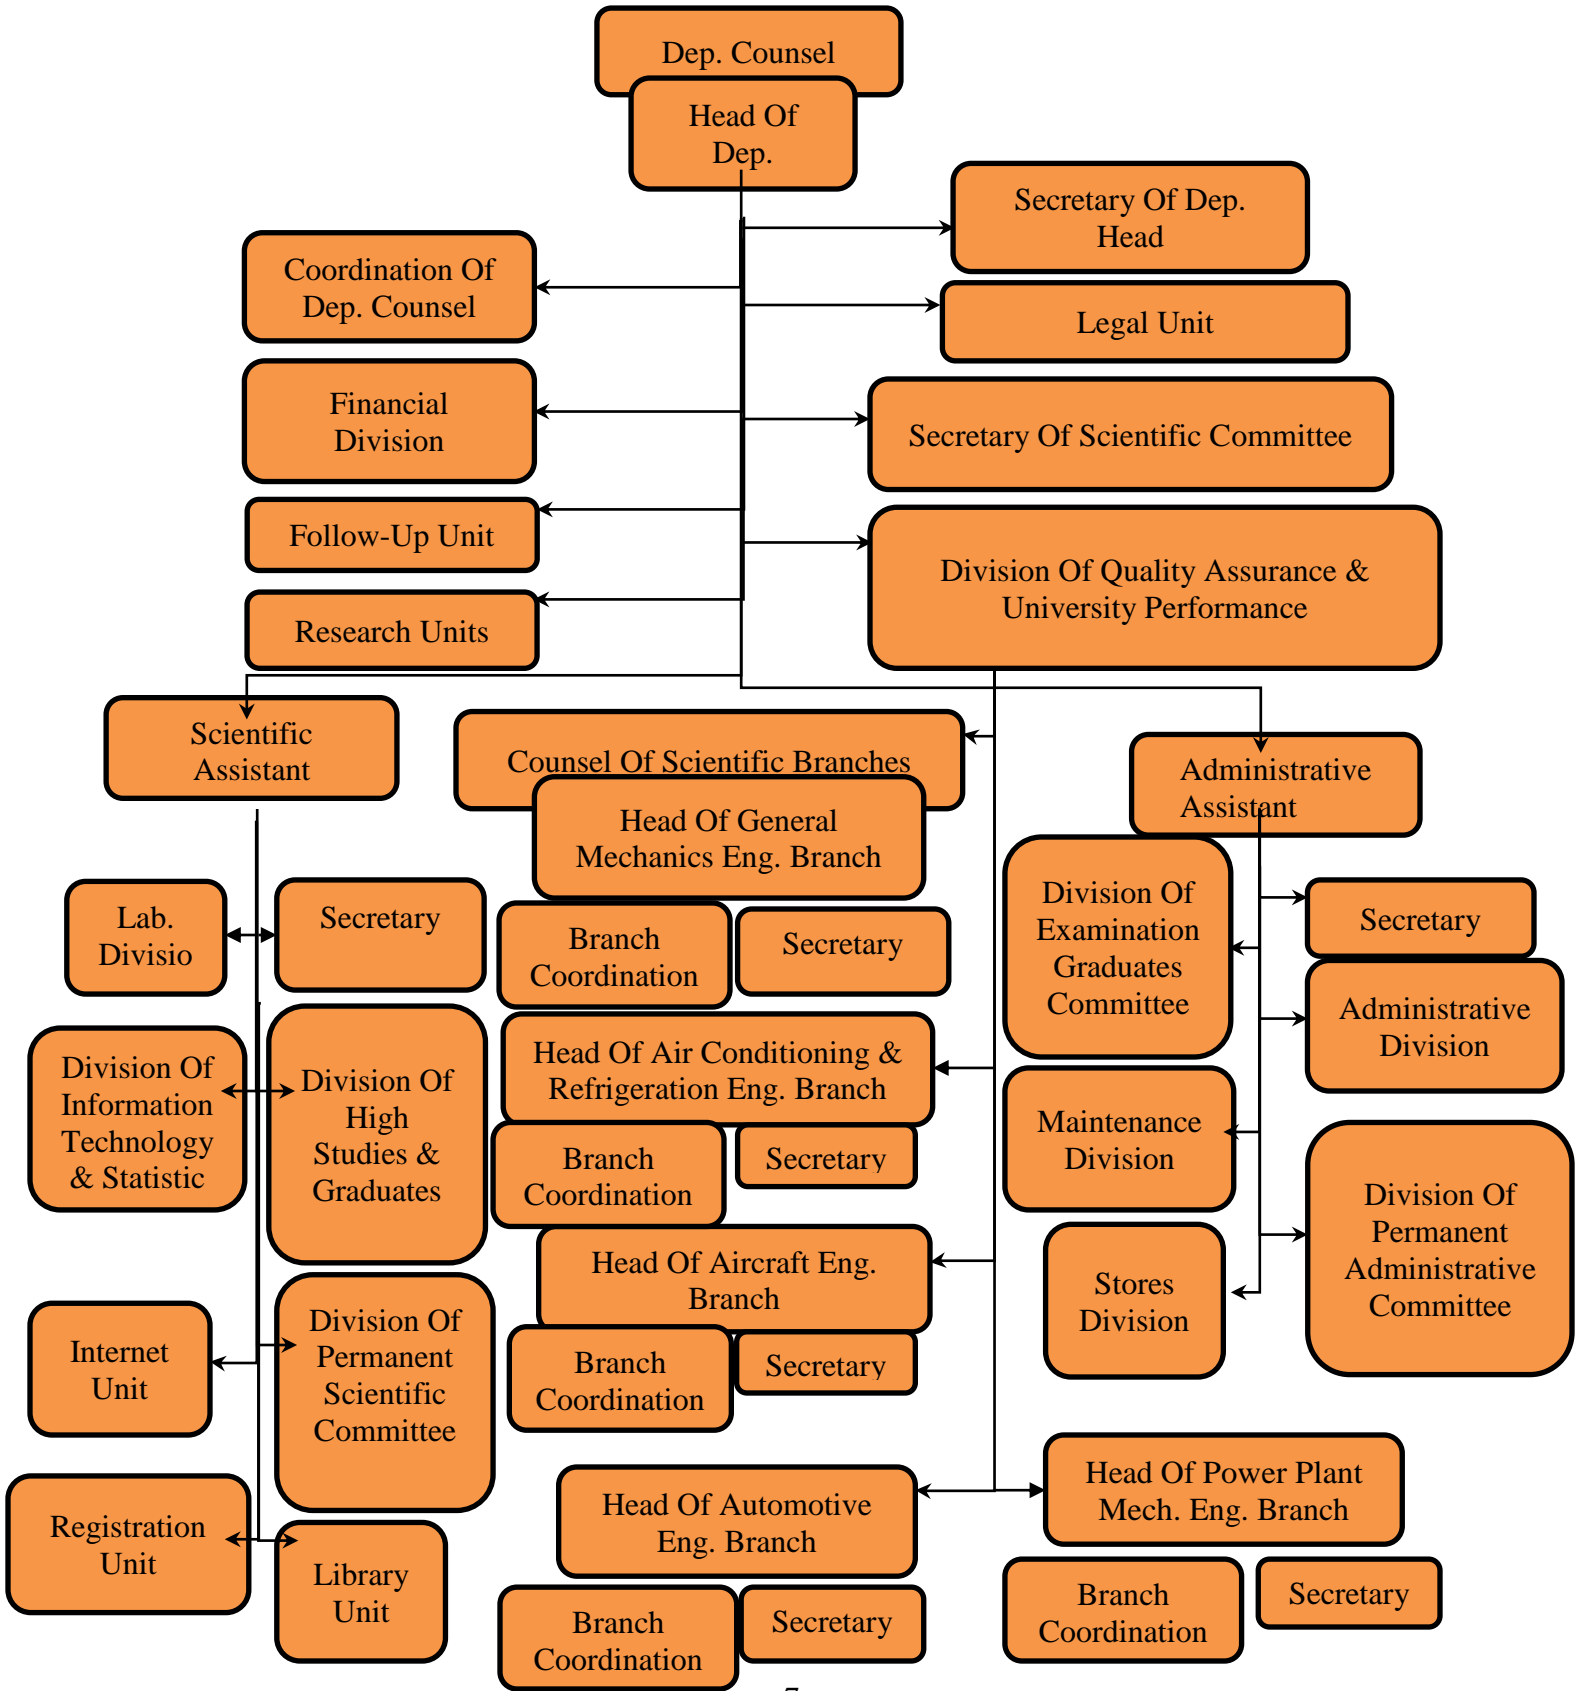 Dep. Counsel
Head Of
Dep.
Secretary Of Dep.
Head
Coordination Of
Dep. Counsel
Legal Unit
Financial
Division
Secretary Of Scientific Committee
Follow-Up Unit
Division Of Quality Assurance &
University Performance
Research Units
Scientific
Assistant
Counsel Of Scientific Branches
Administrative
Assistant
Head Of General
Mechanics Eng. Branch
Lab.
Divisio
Secretary
Branch
Coordination
Secretary
Division Of
Examination
Graduates
Committee
Secretary
Administrative
Division
Division Of
Information
Technology
& Statistic
Division Of
High
Studies &
Graduates
Head Of Air Conditioning &
Refrigeration Eng. Branch
Maintenance
Division
Branch
Coordination
Secretary
Division Of
Permanent
Administrative
Committee
Head Of Aircraft Eng.
Branch
Stores
Division
Internet
Unit
Division Of
Permanent
Scientific
Committee
Branch
Coordination
Secretary
Registration
Unit
Head Of Automotive
Eng. Branch
Head Of Power Plant
Mech. Eng. Branch
Library
Unit
Branch
Coordination
Secretary
Branch
Coordination
Secretary